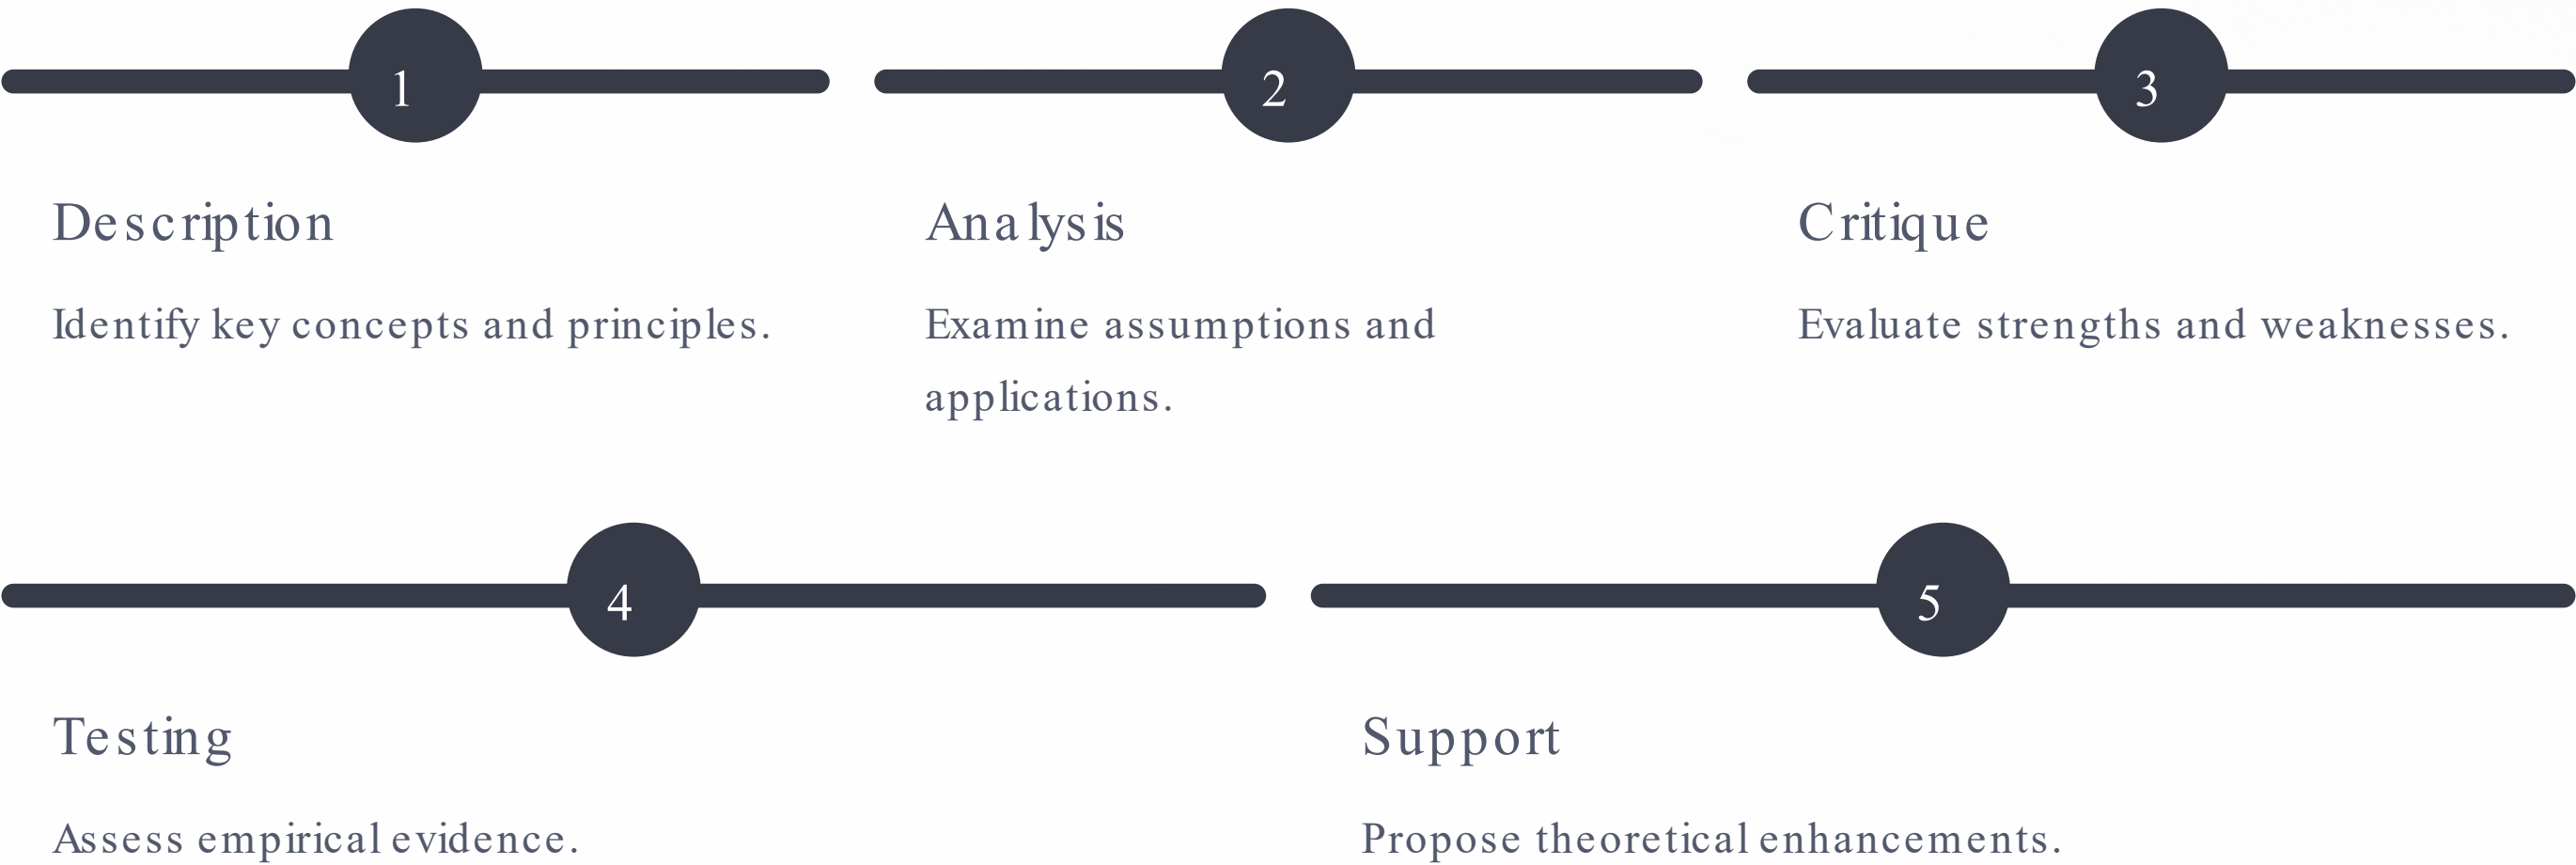 1
2
3
Description
Identify key concepts and principles.
Analysis
Examine assumptions and
applications.
Critique
Evaluate strengths and weaknesses.
4
5
Testing
Assess empirical evidence.
Support
Propose theoretical enhancements.